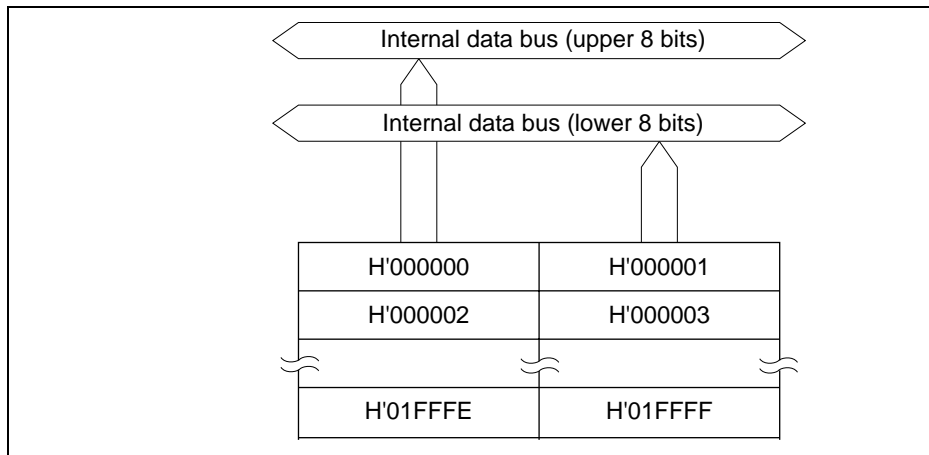 Internal data bus (upper 8 bits)
Internal data bus (lower 8 bits)
H'000000 H'000001
H'000002 H'000003
H'01FFFE H'01FFFF